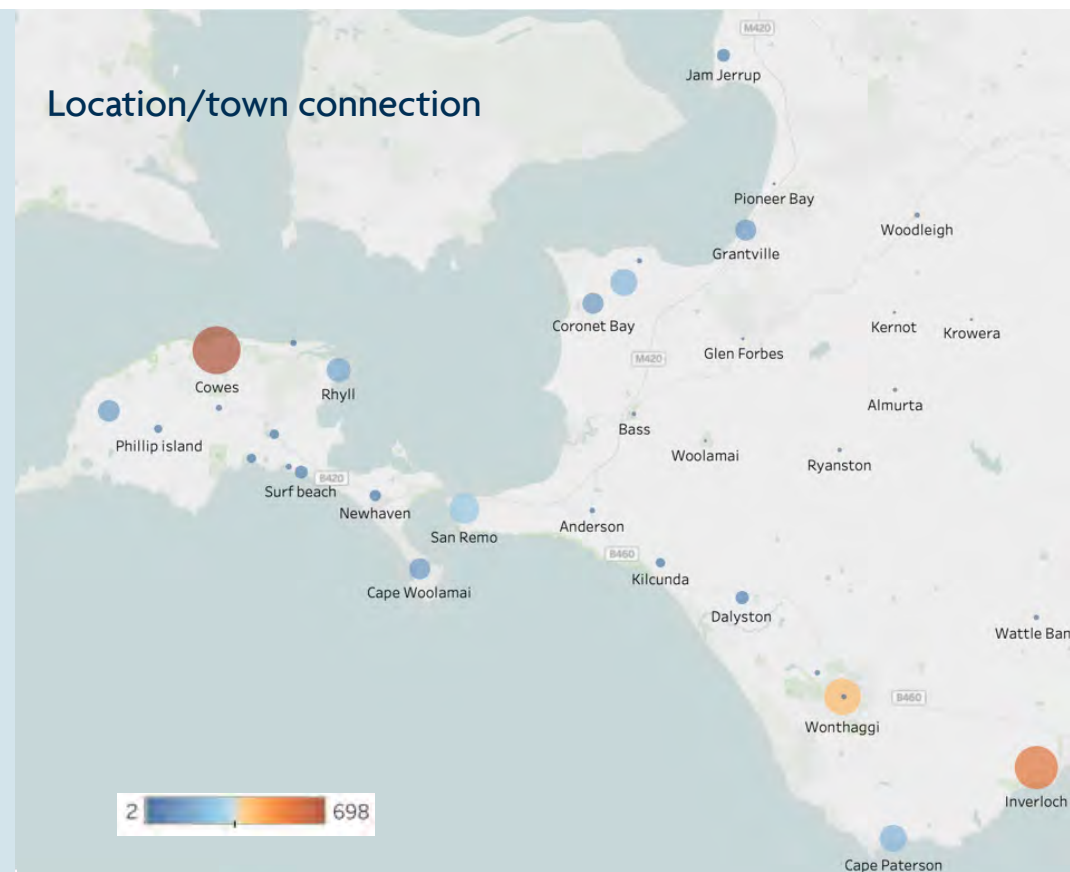 M420
Jam Jerrup
Location/town connection
Pioneer Bay
Woodleigh
Grantville
Coronet Bay
Kernot
Krowera
M420
Glen Forbes
Cowes
Rhyll
Almurta
Bass
Phillip island
Woolamai
Ryanston
B420
Surf beach
Newhaven
San Remo
Anderson
B460
Kilcunda
Cape Woolamai
Dalyston
Wattle Ban
B460
Wonthaggi
Inverloch
2
698
Cape Paterson